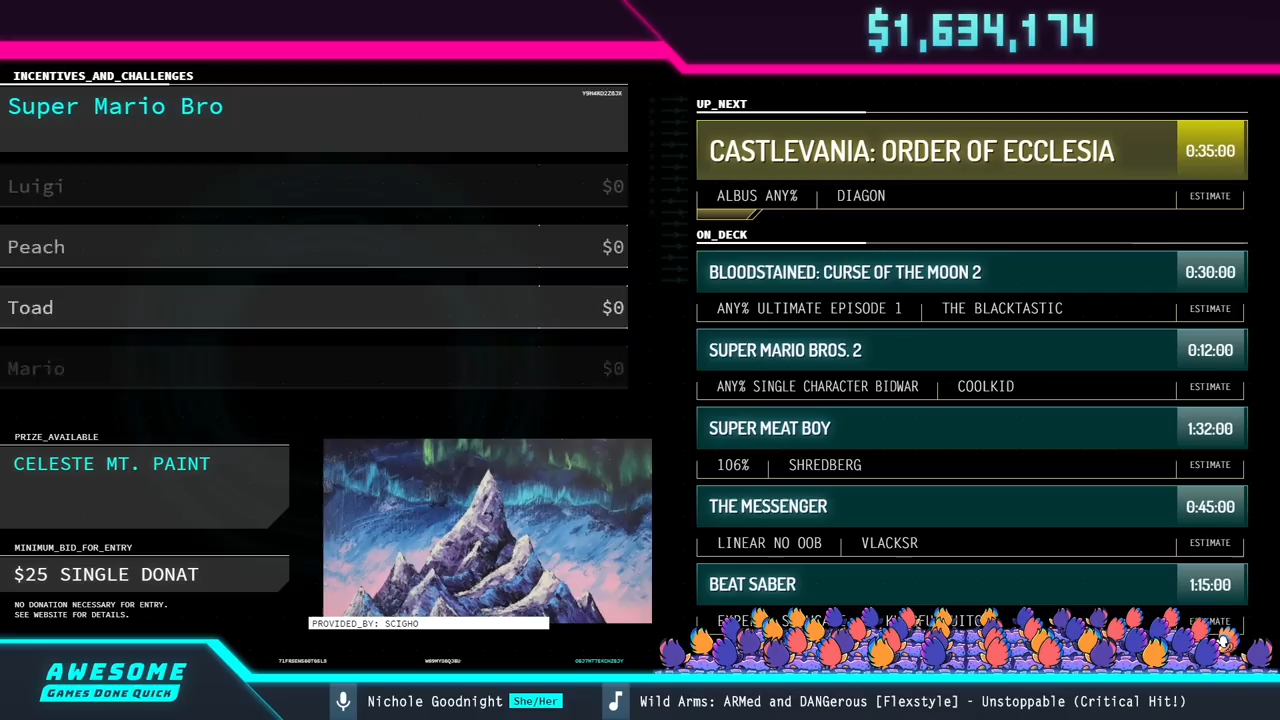 $1,634,174
INCENTIVES_AND_CHALLENGES
Super Mario Bro
Luigi $0
Peach $0
Toad $0
Mario $0
PRIZE_AVAILABLE
CELESTE MT. PAINT
MINIMUM_BID_FOR_ENTRY
$25 SINGLE DONAT
NO DONATION NECESSARY FOR ENTRY.
SEE WEBSITE FOR DETAILS.
PROVIDED_BY: SCIGHO
UP_NEXT
CASTLEVANIA: ORDER OF ECCLESIA 0:35:00
ALBUS ANY% DIAGON ESTIMATE
ON_DECK
BLOODSTAINED: CURSE OF THE MOON 2 0:30:00
ANY% ULTIMATE EPISODE 1 THE BLACKTASTIC ESTIMATE
SUPER MARIO BROS. 2 0:12:00
ANY% SINGLE CHARACTER BIDWAR COOLKID ESTIMATE
SUPER MEAT BOY 1:32:00
106% SHREDBERG ESTIMATE
THE MESSENGER 0:45:00
LINEAR NO OOB VLACKSR ESTIMATE
BEAT SABER 1:15:00
AWESOME
GAMES DONE QUICK
Nichole Goodnight She/Her
Wild Arms: ARMed and DANGerous [Flexstyle] - Unstoppable (Critical Hit!)